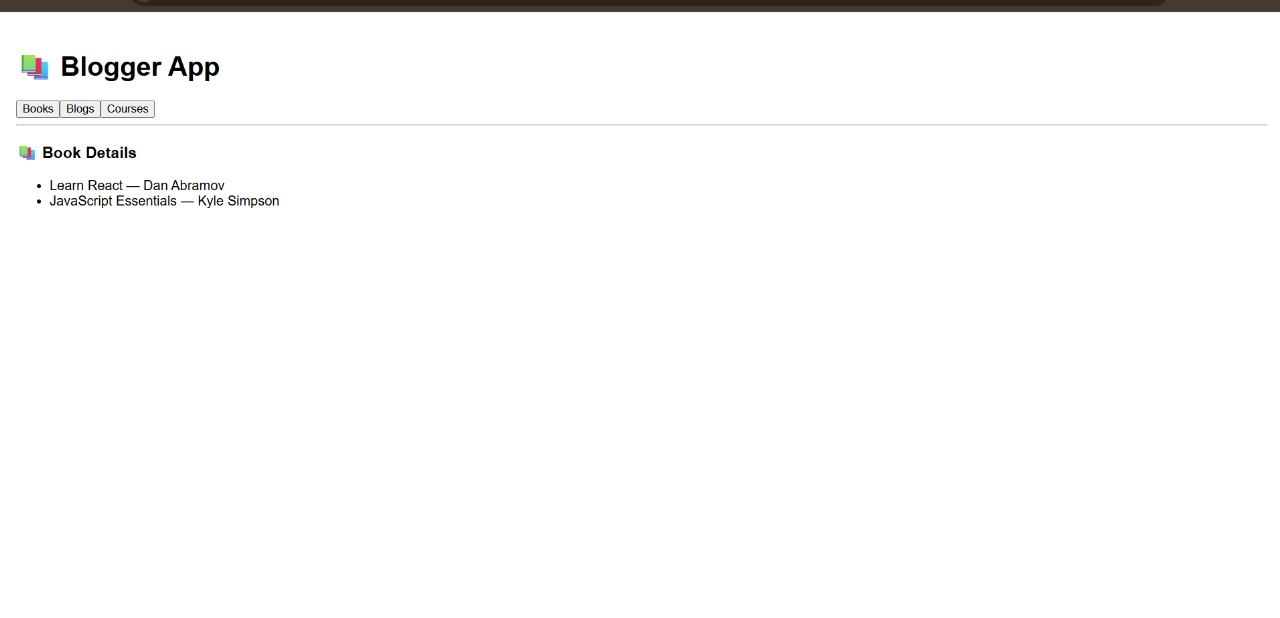 📚 Blogger App
Books Blogs Courses
📚 Book Details
• Learn React — Dan Abramov
• JavaScript Essentials — Kyle Simpson